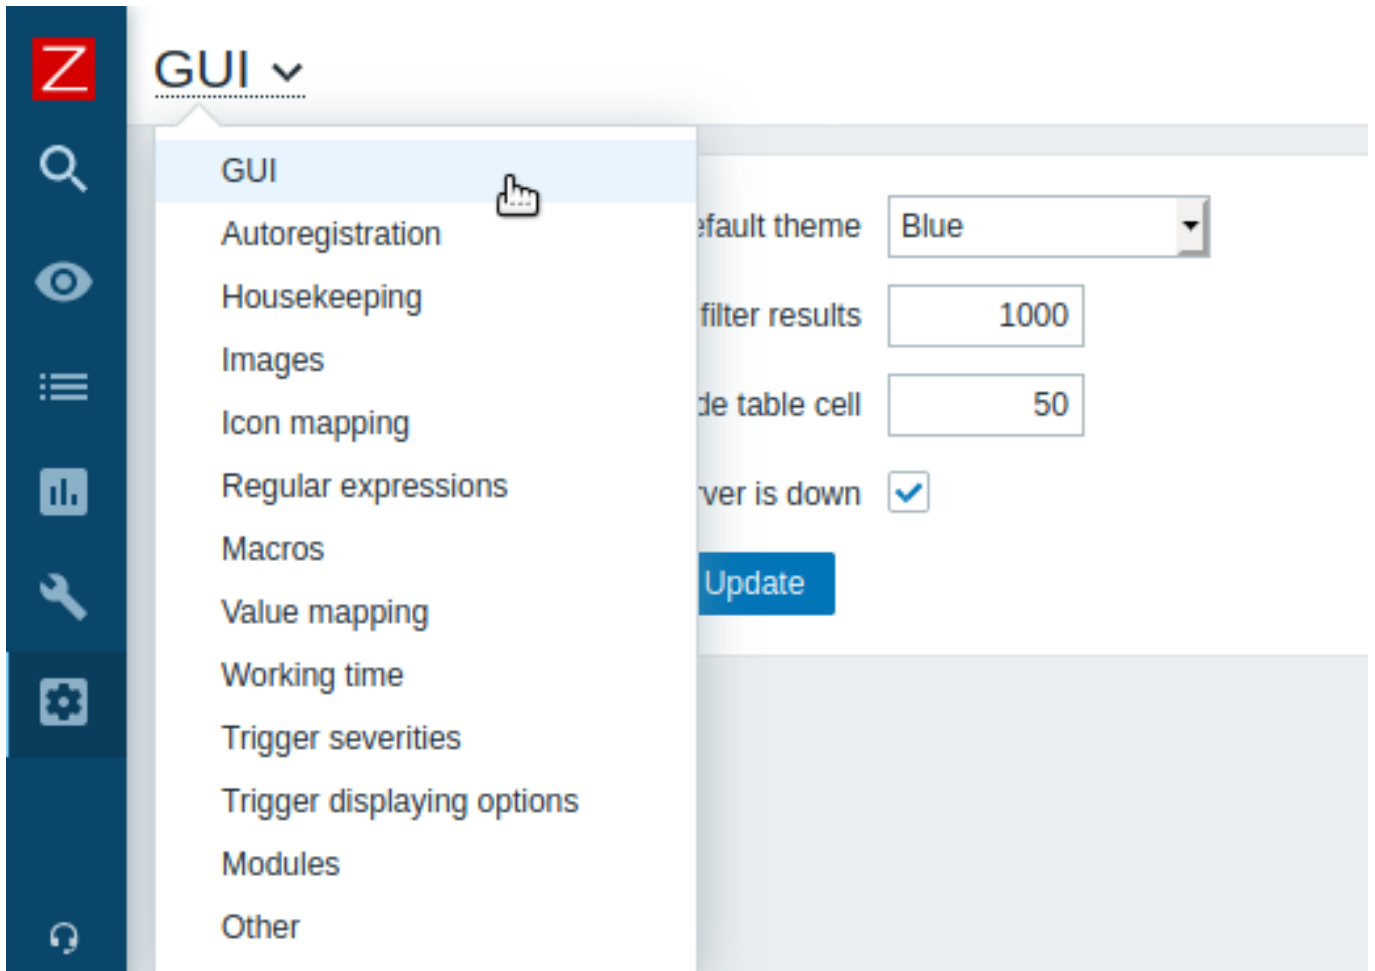 Z
GUI
GUI
Autoregistration
Housekeeping
Images
Icon mapping
Regular expressions
Macros
Value mapping
Working time
Trigger severities
Trigger displaying options
Modules
Other
efault theme Blue
filter results 1000
de table cell 50
ver is down
Update